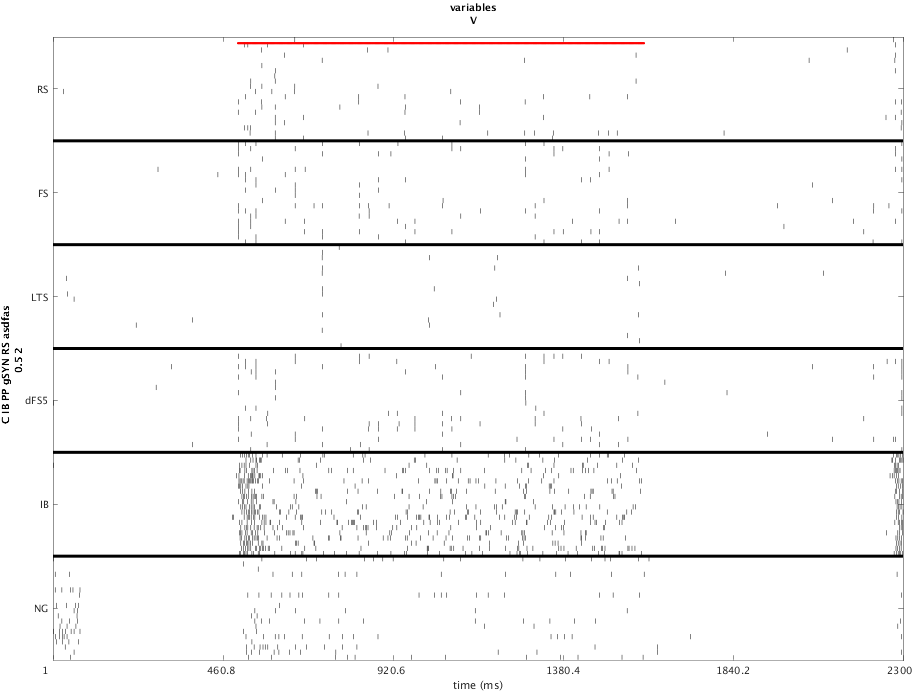 variables
V
RS
FS
LTS
dFS5
IB
NG
C IB PP gSYN RS asdfas
0.5 2
1 460.8 920.6 1380.4 1840.2 2300
time (ms)